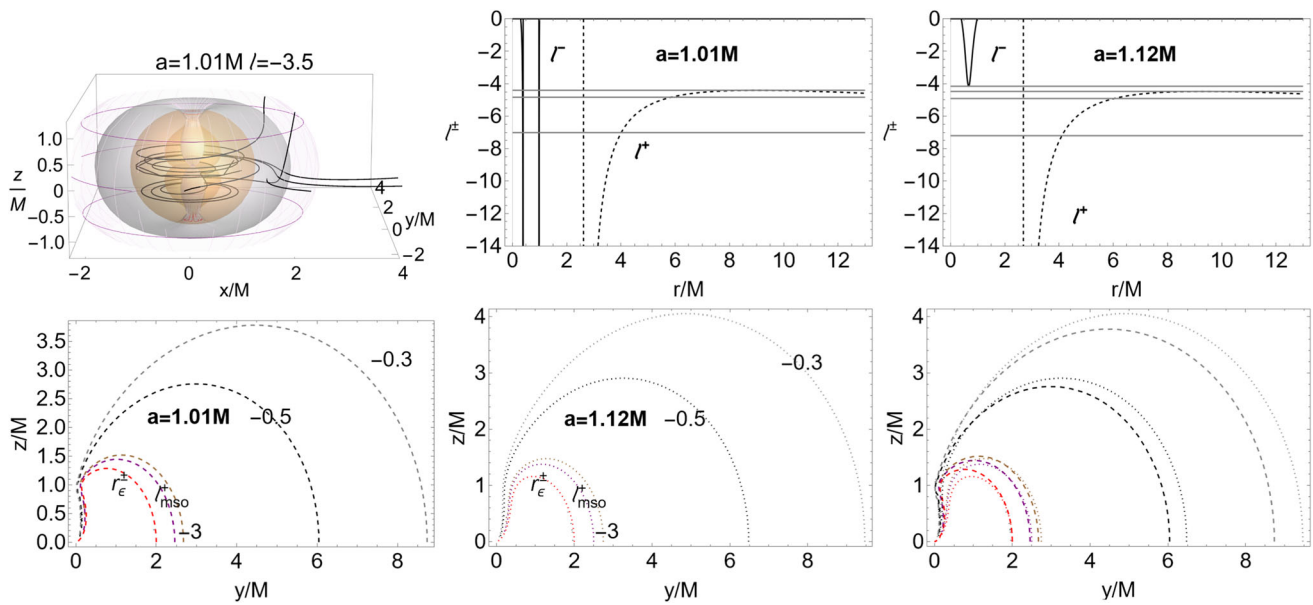 a=1.01M l=−3.5
1.0
0.5
z/M
0
−0.5
−1.0
−2
0
2
4
x/M
4
2
0
−2
y/M
0
−2
−4
−6
−8
−10
−12
−14
l±
l−
a=1.01M
l+
0 2 4 6 8 10 12
r/M
0
−2
−4
−6
−8
−10
−12
−14
l±
l−
a=1.12M
l+
0 2 4 6 8 10 12
r/M
3.5
3.0
2.5
2.0
1.5
1.0
0.5
0.0
z/M
−0.3
a=1.01M −0.5
rϵ± l+mso
−3
0 2 4 6 8
y/M
4
3
2
1
0
z/M
−0.3
a=1.12M −0.5
rϵ± l+mso
−3
0 2 4 6 8
y/M
4
3
2
1
0
z/M
0 2 4 6 8
y/M